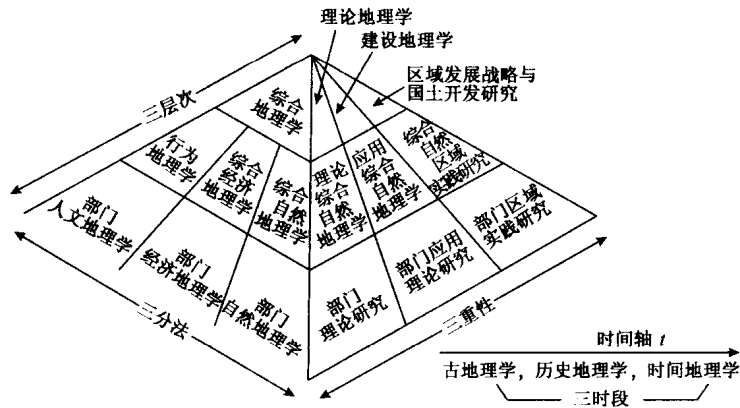 理论地理学
建设地理学
区域发展战略与
国土开发研究
三层次
综合
地理学
行为
地理学
综合
经济
地理学
综合
自然
地理学
理论
综合
自然
地理学
应用
综合
自然
地理学
综合
自然
区域
实践研究
部门
人文地理学
部门
经济地理学
部门
自然地理学
部门
理论研究
部门应用
理论研究
部门区域
实践研究
三分法
三重性
时间轴 t
古地理学，历史地理学，时间地理学
三时段